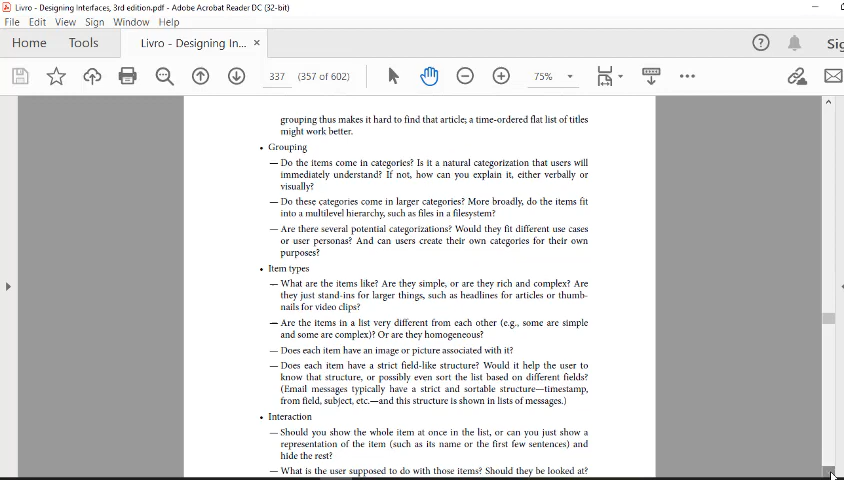 Livro - Designing Interfaces, 3rd edition.pdf - Adobe Acrobat Reader DC (32-bit)
File Edit View Sign Window Help
Home Tools Livro - Designing In... ×
337 (357 of 602) 75%
grouping thus makes it hard to find that article; a time-ordered flat list of titles
might work better.
• Grouping
— Do the items come in categories? Is it a natural categorization that users will
immediately understand? If not, how can you explain it, either verbally or
visually?
— Do these categories come in larger categories? More broadly, do the items fit
into a multilevel hierarchy, such as files in a filesystem?
— Are there several potential categorizations? Would they fit different use cases
or user personas? And can users create their own categories for their own
purposes?
• Item types
— What are the items like? Are they simple, or are they rich and complex? Are
they just stand-ins for larger things, such as headlines for articles or thumb-
nails for video clips?
— Are the items in a list very different from each other (e.g., some are simple
and some are complex)? Or are they homogeneous?
— Does each item have an image or picture associated with it?
— Does each item have a strict field-like structure? Would it help the user to
know that structure, or possibly even sort the list based on different fields?
(Email messages typically have a strict and sortable structure—timestamp,
from field, subject, etc.—and this structure is shown in lists of messages.)
• Interaction
— Should you show the whole item at once in the list, or can you just show a
representation of the item (such as its name or the first few sentences) and
hide the rest?
— What is the user supposed to do with those items? Should they be looked at?